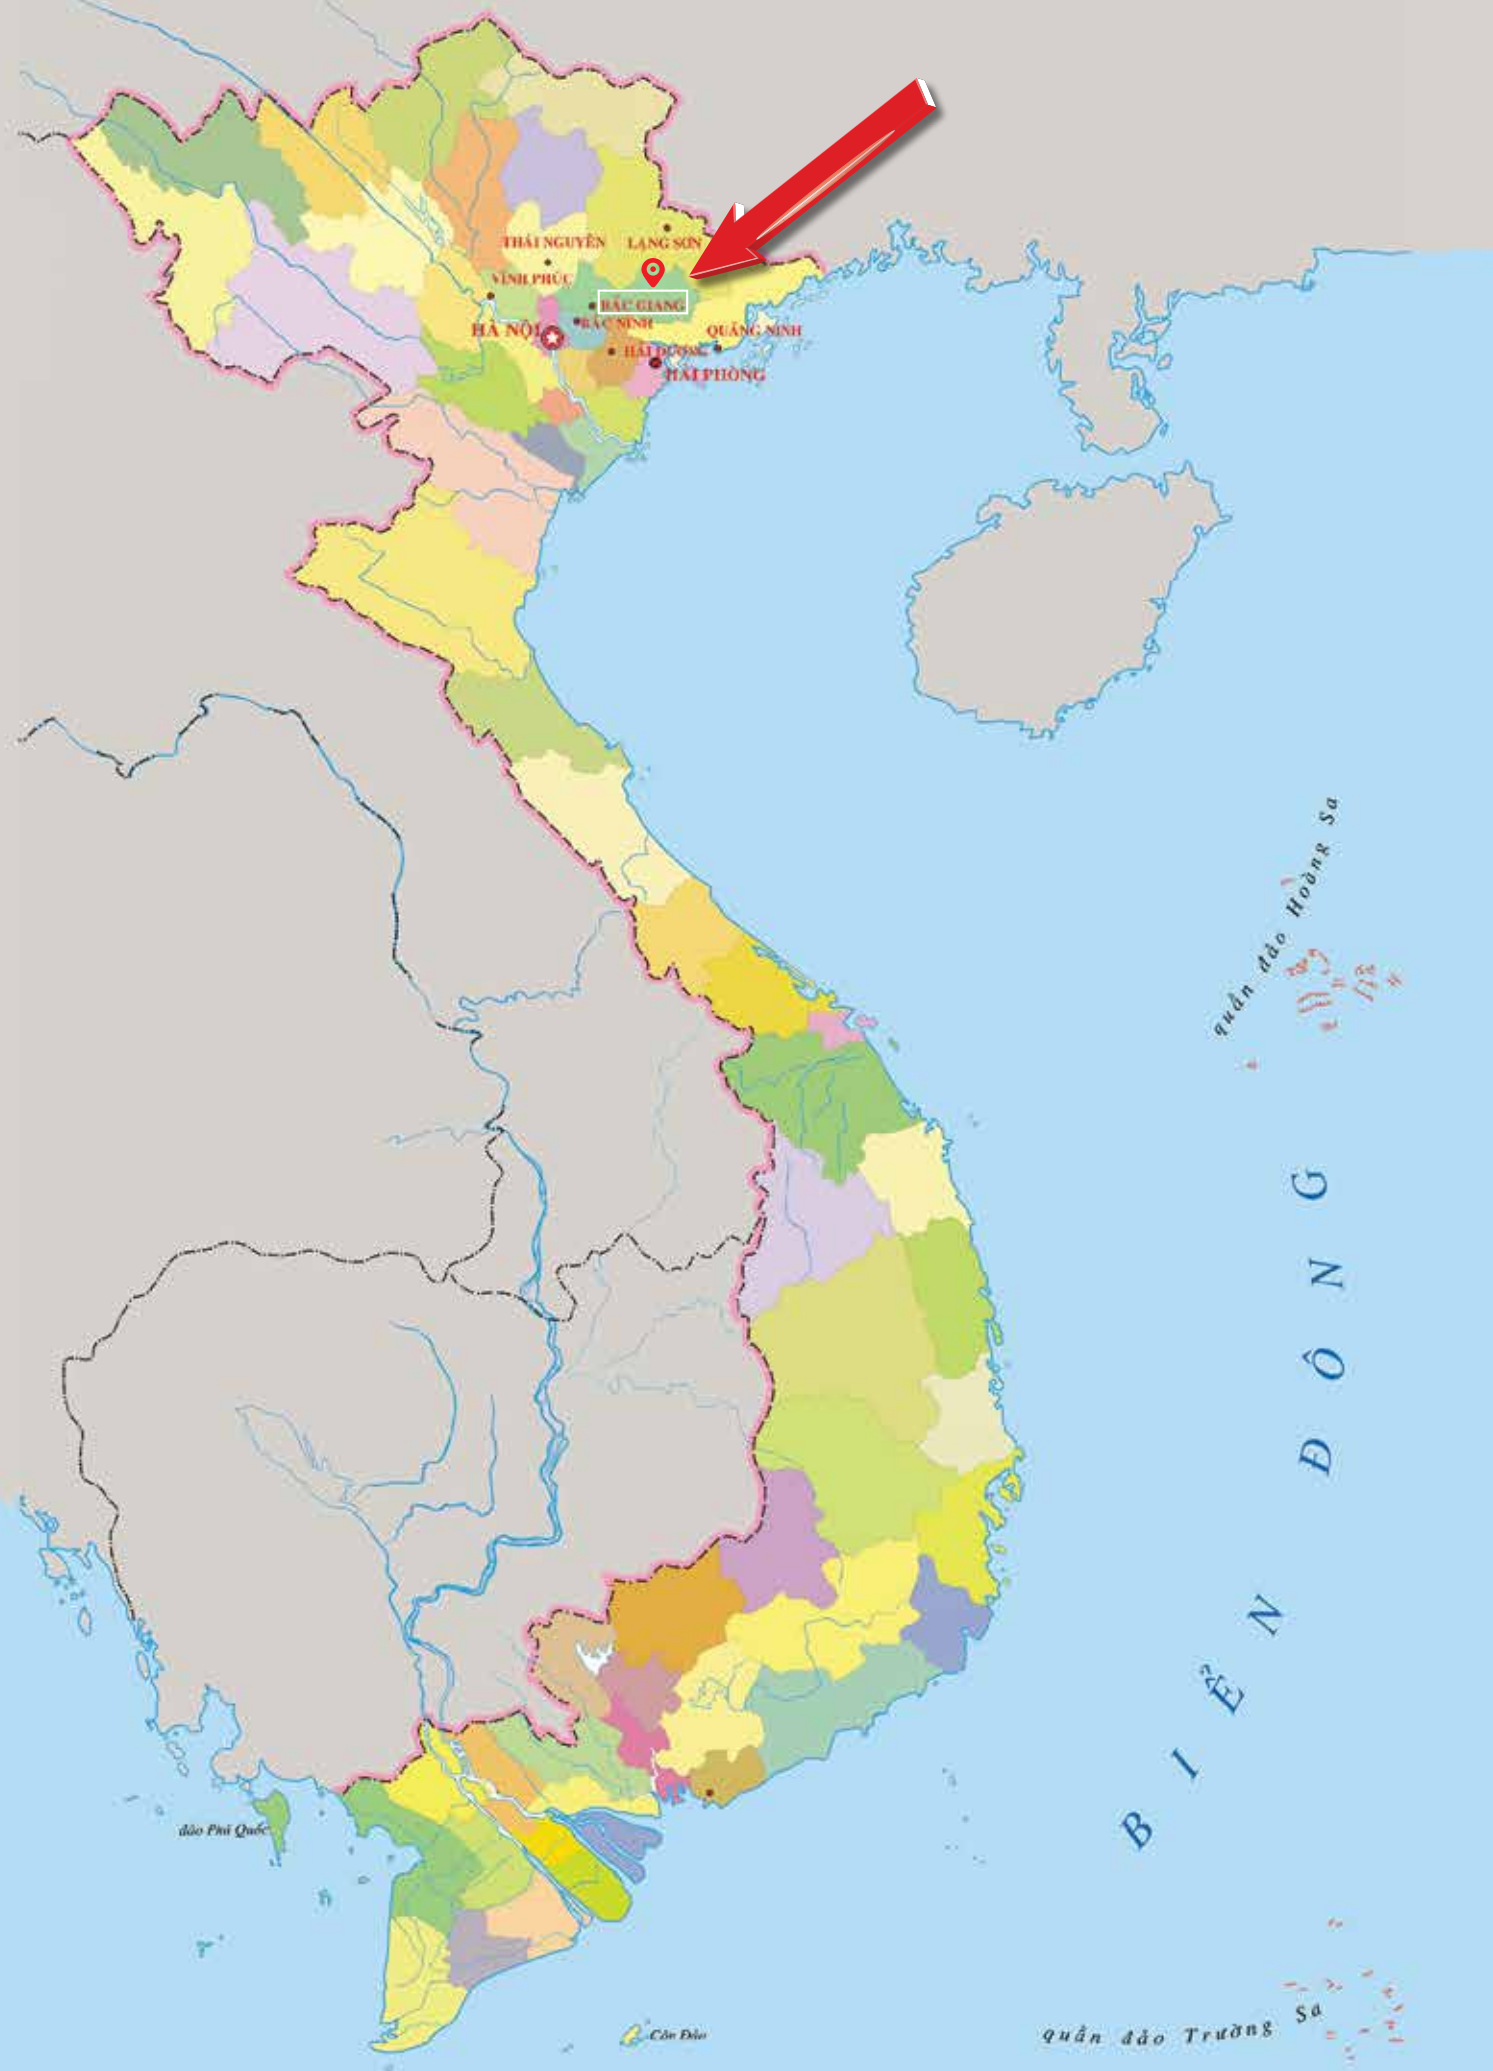 THÁI NGUYÊN
LẠNG SƠN
VĨNH PHÚC
BẮC GIANG
BẮC NINH
HÀ NỘI
QUẢNG NINH
HẢI DƯƠNG
HẢI PHÒNG
quần đảo Hoàng Sa
BIỂN ĐÔNG
đảo Phú Quốc
Côn Đảo
quần đảo Trường Sa